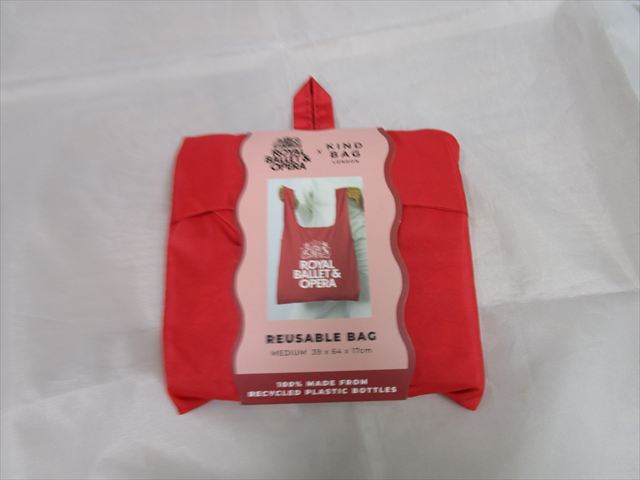 ROYAL
BALLET &
OPERA
× KIND
BAG
LONDON
ROYAL
BALLET &
OPERA
REUSABLE BAG
MEDIUM 39 x 64 x 17cm
100% MADE FROM
RECYCLED PLASTIC BOTTLES